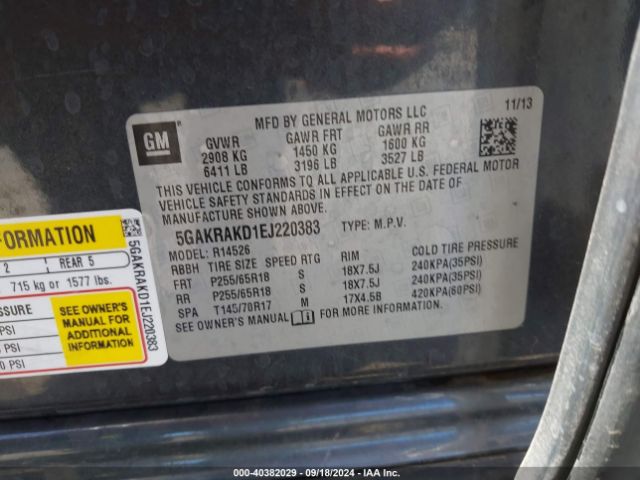 GM
MFD BY GENERAL MOTORS LLC
11/13
GVWR GAWR FRT GAWR RR
2908 KG 1450 KG 1600 KG
6411 LB 3196 LB 3527 LB
THIS VEHICLE CONFORMS TO ALL APPLICABLE U.S. FEDERAL MOTOR
VEHICLE SAFETY STANDARDS IN EFFECT ON THE DATE OF
MANUFACTURE SHOWN ABOVE.
5GAKRAKD1EJ220383 TYPE: M.P.V.
MODEL: R14526
RBBH TIRE SIZE SPEED RTG RIM COLD TIRE PRESSURE
FRT P255/65R18 S 18X7.5J 240KPA(35PSI)
RR P255/65R18 S 18X7.5J 240KPA(35PSI)
SPA T145/70R17 M 17X4.5B 420KPA(60PSI)
SEE OWNER'S MANUAL FOR MORE INFORMATION.
FORMATION
2 REAR 5
715 kg or 1577 lbs.
SSURE
PSI
PSI
0 PSI
SEE OWNER'S
MANUAL FOR
ADDITIONAL
INFORMATION
5GAKRAKD1EJ220383
000-40382029 - 09/18/2024 - IAA Inc.